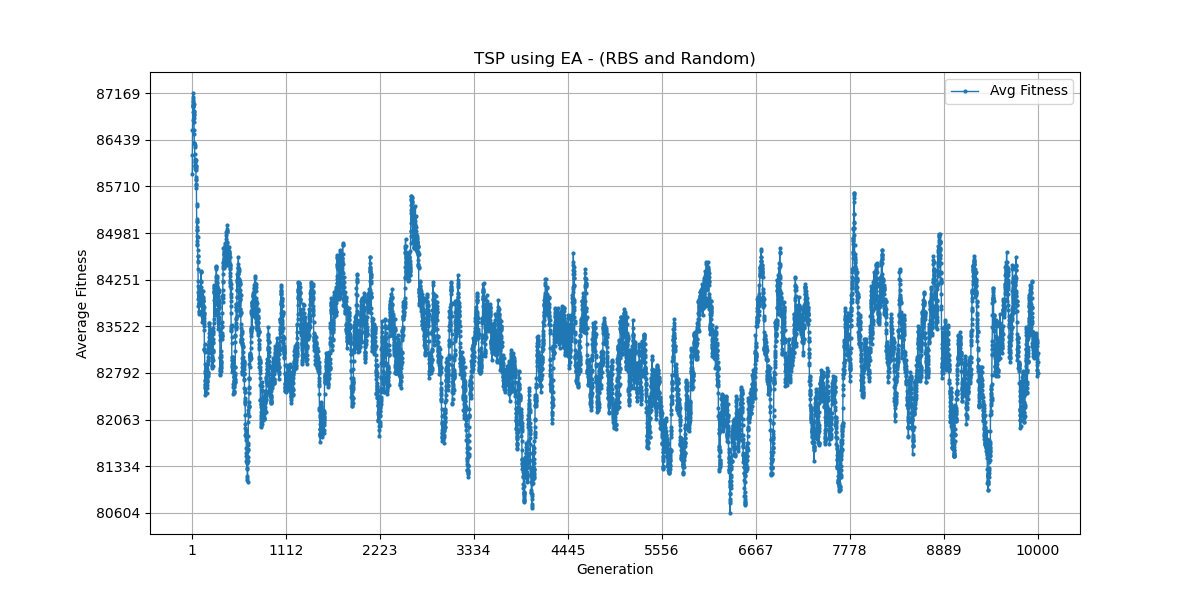 TSP using EA - (RBS and Random)
Avg Fitness
Average Fitness
87169
86439
85710
84981
84251
83522
82792
82063
81334
80604
1 1112 2223 3334 4445 5556 6667 7778 8889 10000
Generation